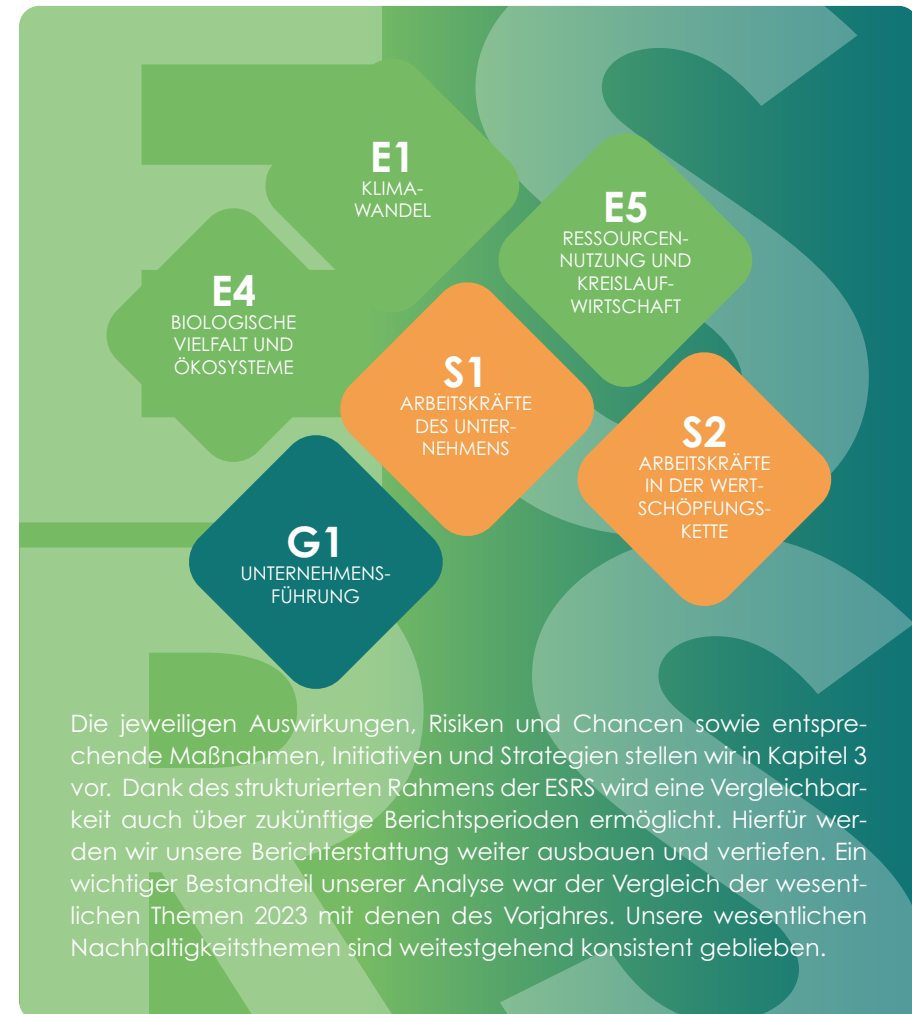 E1
KLIMA-
WANDEL
E5
RESSOURCEN-
NUTZUNG UND
KREISLAUF-
WIRTSCHAFT
E4
BIOLOGISCHE
VIELFALT UND
ÖKOSYSTEME
S1
ARBEITSKRÄFTE
DES UNTER-
NEHMENS
S2
ARBEITSKRÄFTE
IN DER WERT-
SCHÖPFUNGS-
KETTE
G1
UNTERNEHMENS-
FÜHRUNG
Die jeweiligen Auswirkungen, Risiken und Chancen sowie entspre-
chende Maßnahmen, Initiativen und Strategien stellen wir in Kapitel 3
vor. Dank des strukturierten Rahmens der ESRS wird eine Vergleichbar-
keit auch über zukünftige Berichtsperioden ermöglicht. Hierfür wer-
den wir unsere Berichterstattung weiter ausbauen und vertiefen. Ein
wichtiger Bestandteil unserer Analyse war der Vergleich der wesent-
lichen Themen 2023 mit denen des Vorjahres. Unsere wesentlichen
Nachhaltigkeitsthemen sind weitestgehend konsistent geblieben.
ES
RS